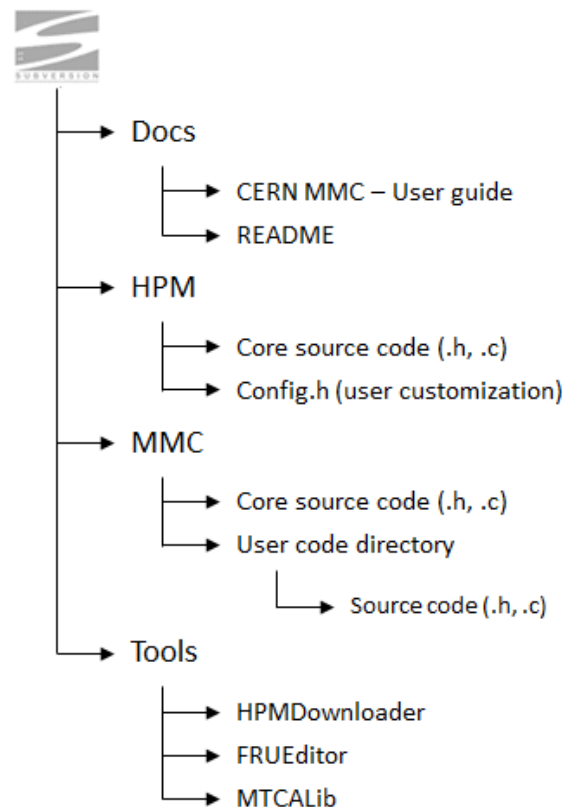 SUBVERSION
Docs
CERN MMC – User guide
README
HPM
Core source code (.h, .c)
Config.h (user customization)
MMC
Core source code (.h, .c)
User code directory
Source code (.h, .c)
Tools
HPMDownloader
FRUEditor
MTCALib